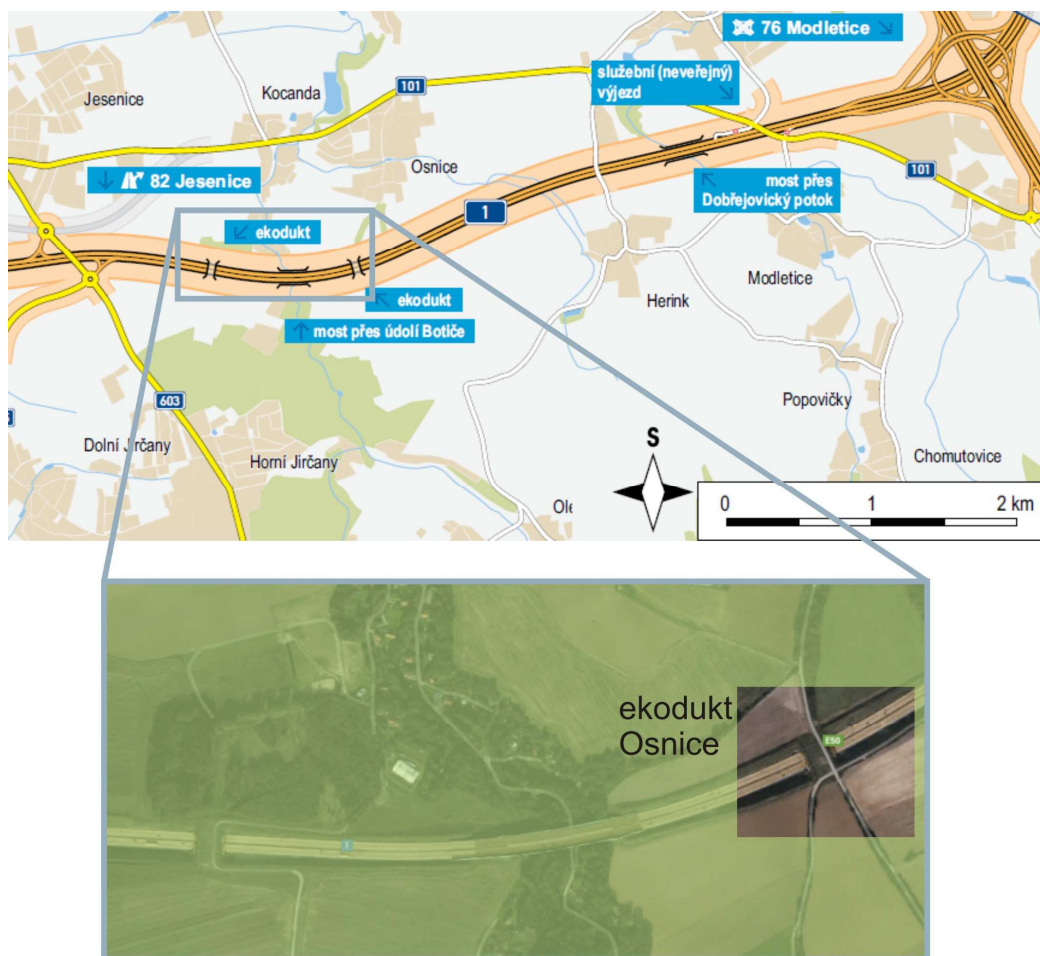 76 Modletice
služební (neveřejný)
výjezd
101
Jesenice
Kocanda
Osnice
82 Jesenice
101
most přes
Dobřejovický potok
1
ekodukt
Modletice
Herink
ekodukt
most přes údolí Botiče
603
Popovičky
Dolní Jirčany
Horní Jirčany
Chomutovice
S
0 1 2 km
ekodukt
Osnice
E50
1